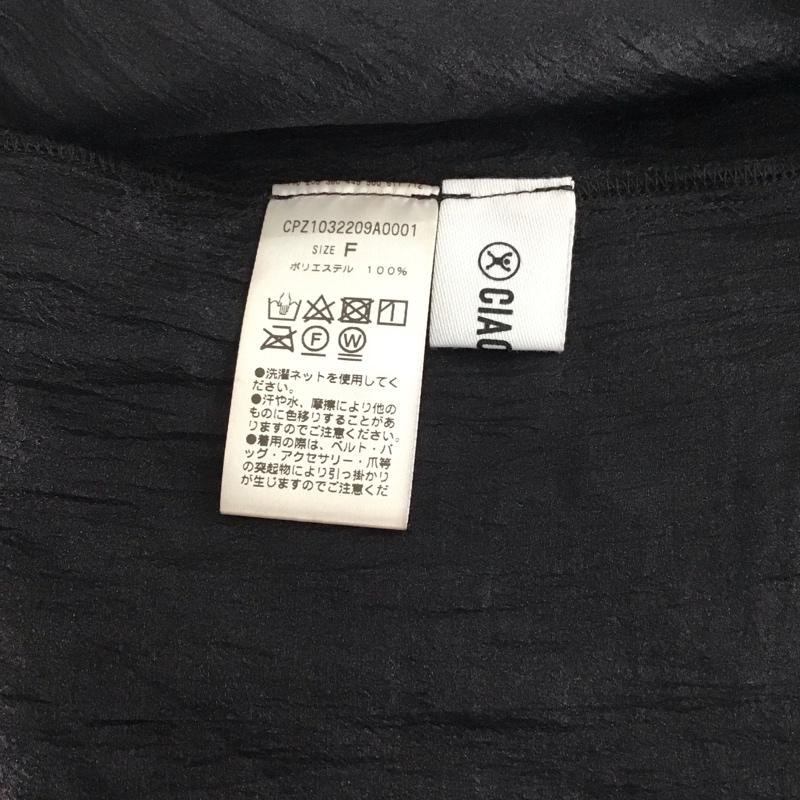 CPZ1032209A0001
SIZE F
ポリエステル 100%
F W
●洗濯ネットを使用してく
ださい。
●汗や水、摩擦により他の
ものに色移りすることがあ
りますのでご注意ください。
●着用の際は、ベルト・バ
ッグ・アクセサリー・爪等
の突起物により引っ掛かり
が生じますのでご注意くだ
CIAO